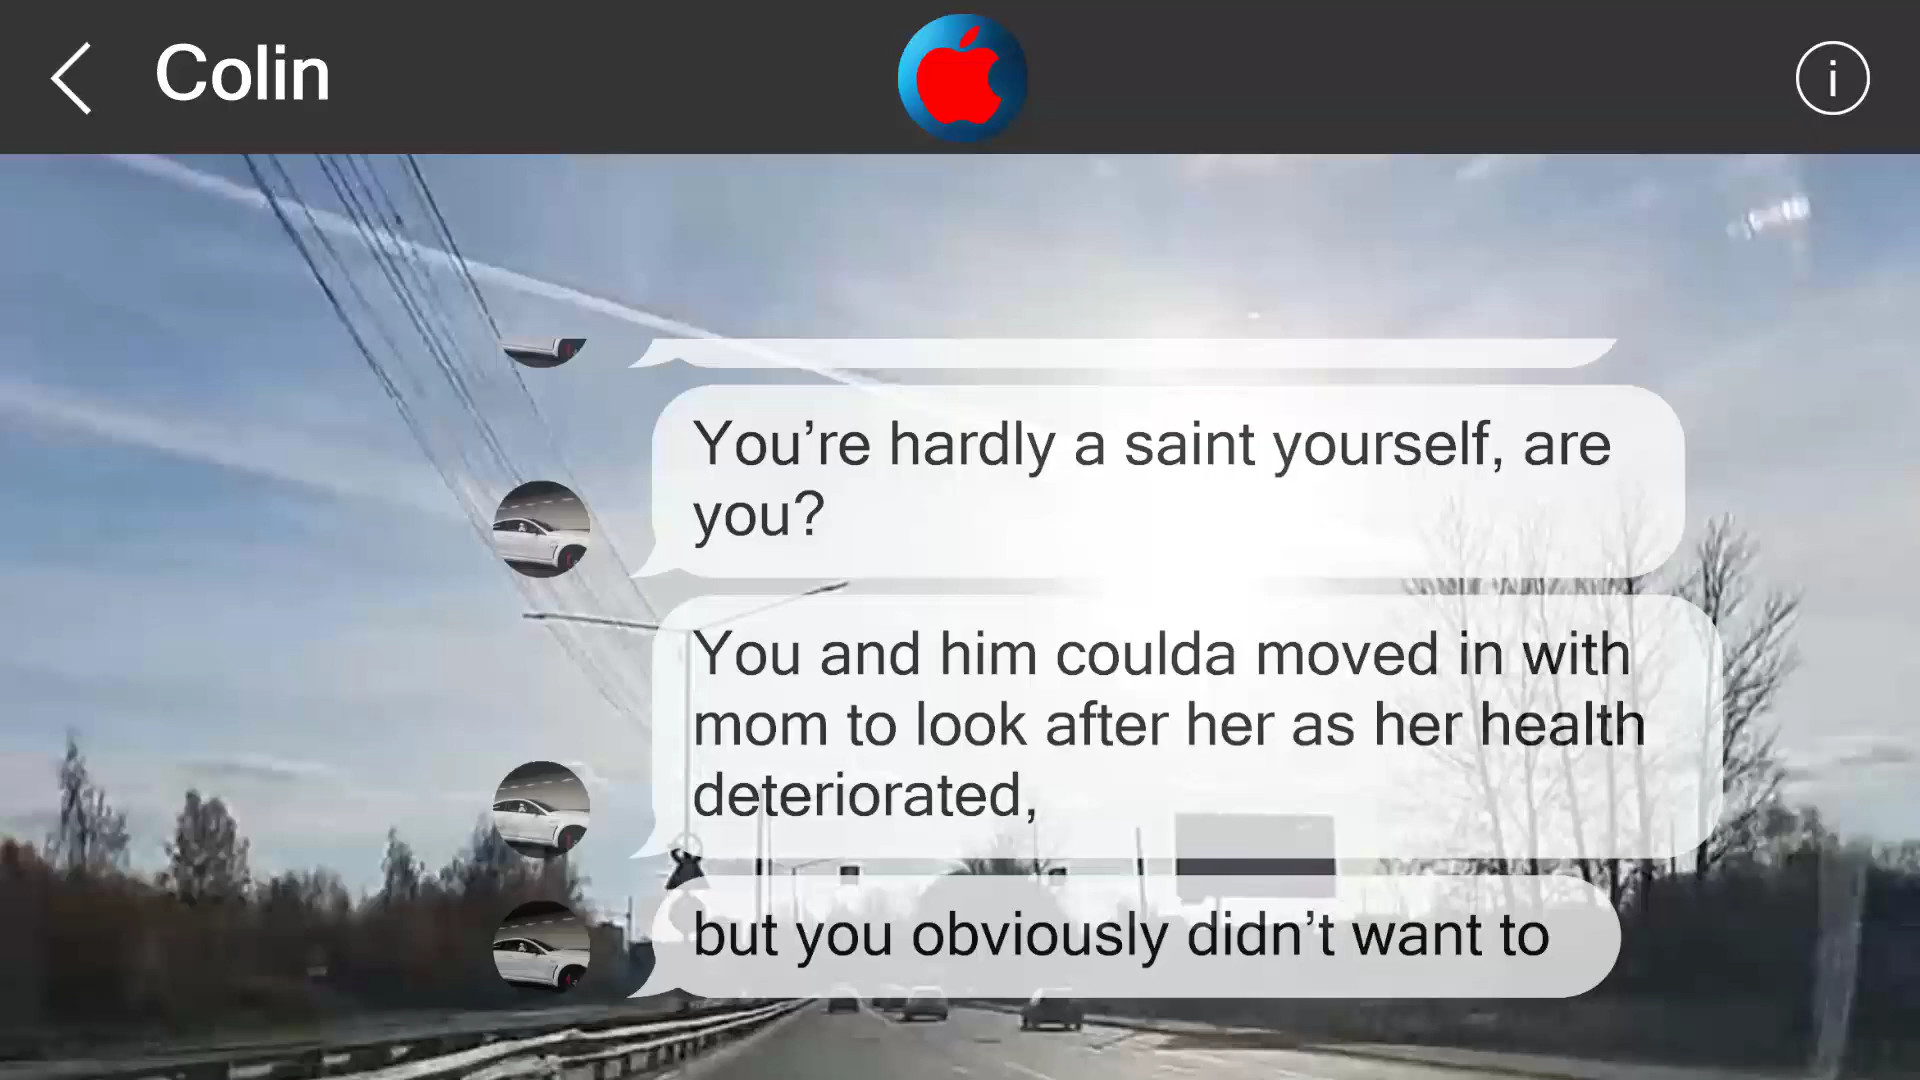 Colin
i
You’re hardly a saint yourself, are
you?
You and him coulda moved in with
mom to look after her as her health
deteriorated,
but you obviously didn’t want to